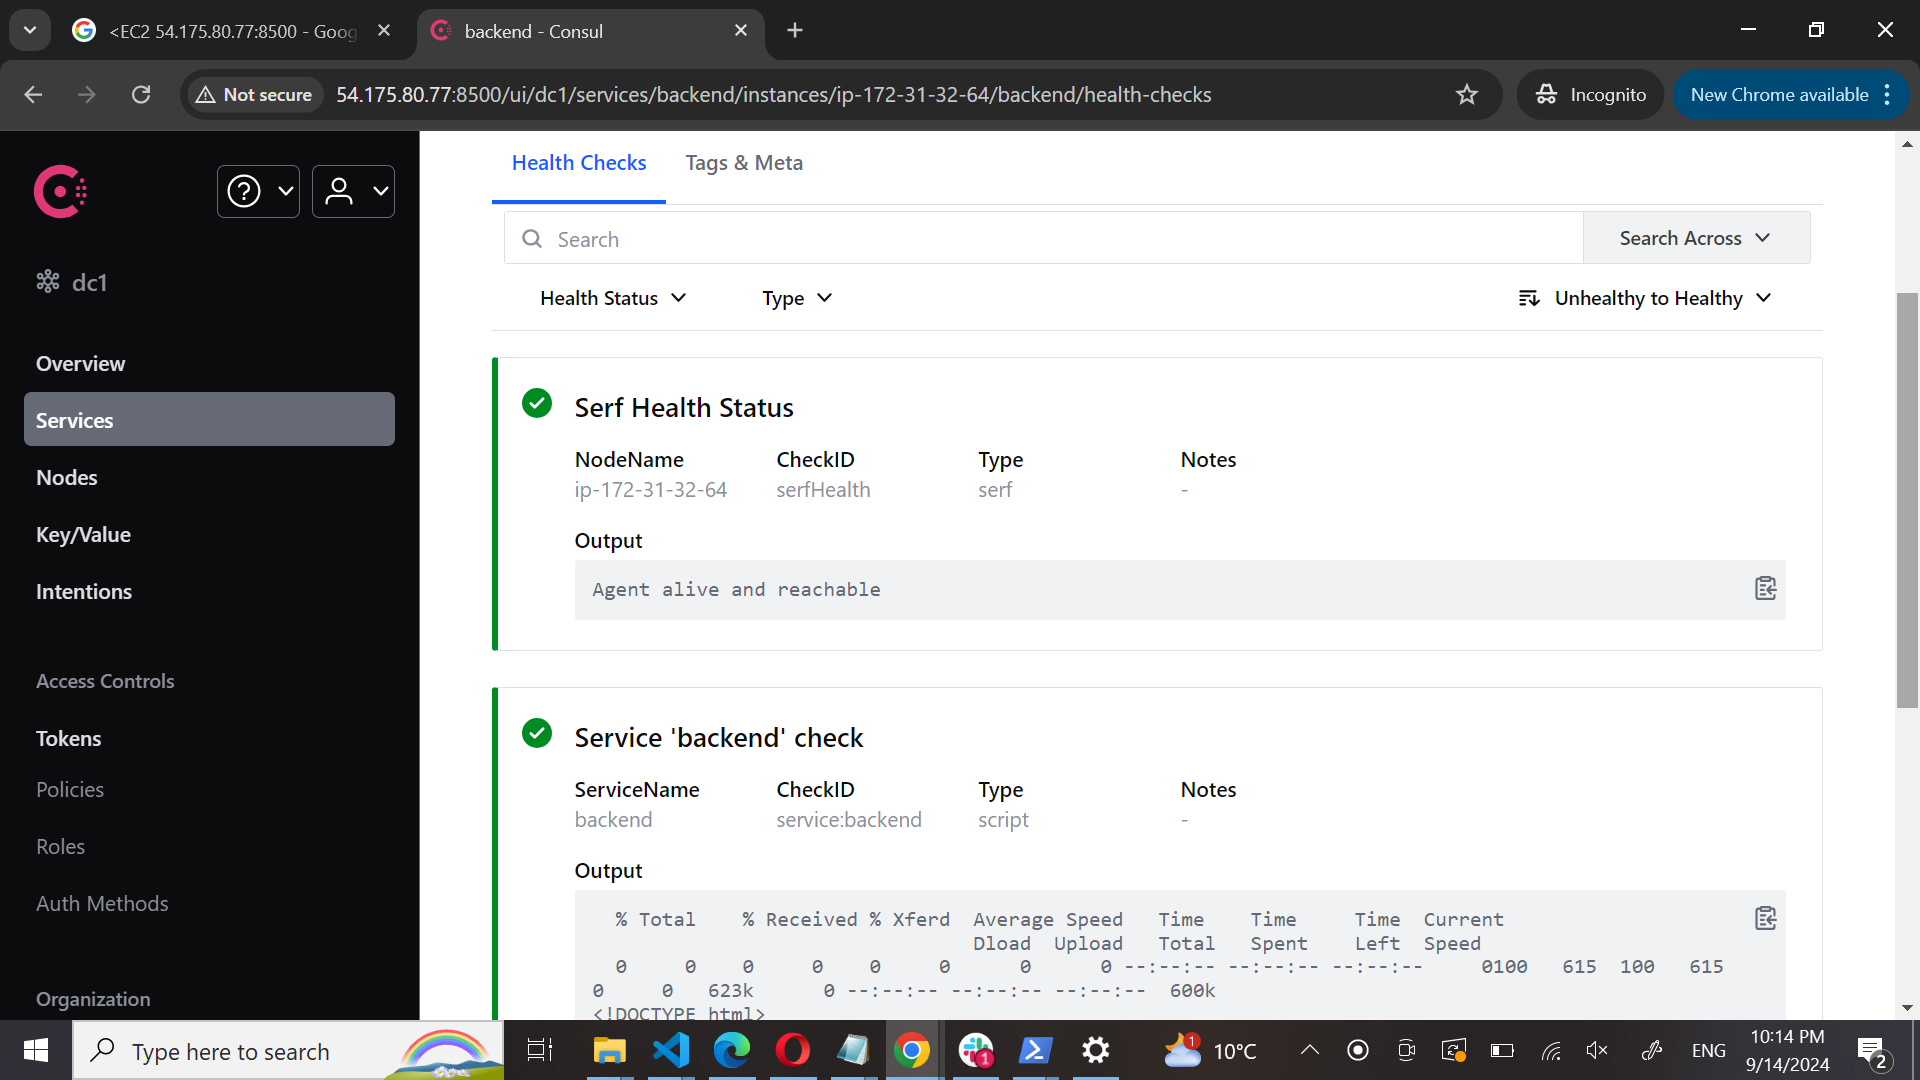 <EC2 54.175.80.77:8500 - Goog
backend - Consul
Not secure
54.175.80.77:8500/ui/dc1/services/backend/instances/ip-172-31-32-64/backend/health-checks
Incognito
New Chrome available
dc1
Overview
Services
Nodes
Key/Value
Intentions
Access Controls
Tokens
Policies
Roles
Auth Methods
Organization
Health Checks
Tags & Meta
Search
Search Across
Health Status
Type
Unhealthy to Healthy
Serf Health Status
NodeName CheckID Type Notes
ip-172-31-32-64 serfHealth serf -
Output
Agent alive and reachable
Service 'backend' check
ServiceName CheckID Type Notes
backend service:backend script -
Output
% Total % Received % Xferd Average Speed Time Time Time Current
Dload Upload Total Spent Left Speed
0 0 0 0 0 0 0 0 --:--:-- --:--:-- --:--:-- 0100 615 100 615
0 0 623k 0 --:--:-- --:--:-- --:--:-- 600k
<!DOCTYPE html>
Type here to search
1
1
10°C
ENG
10:14 PM
9/14/2024
2